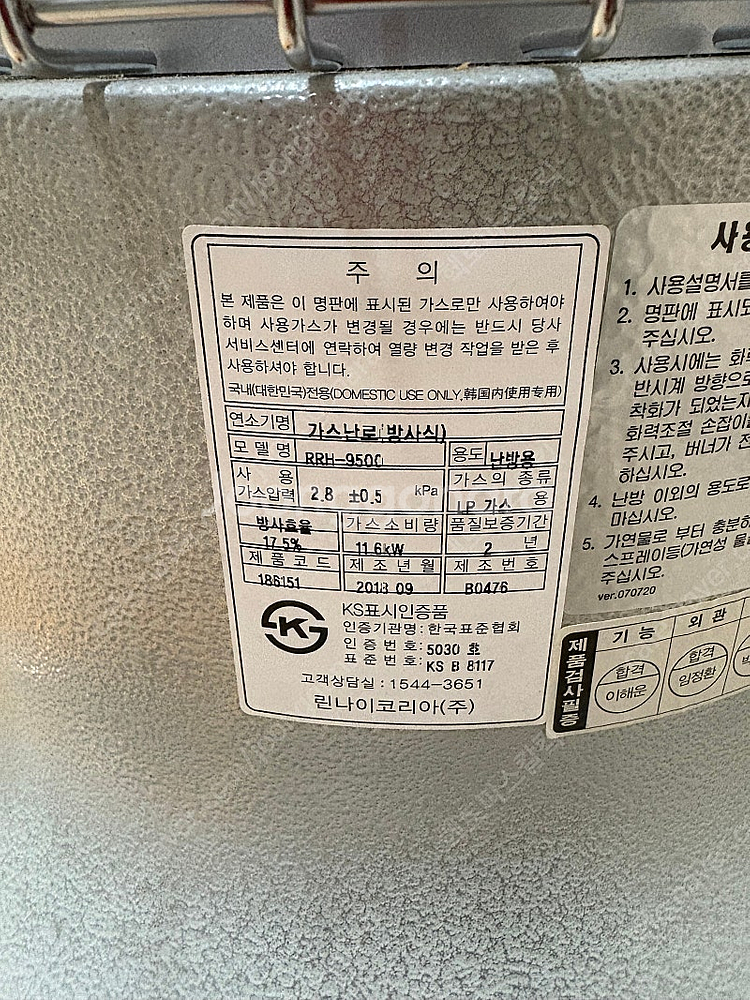 주 의
본 제품은 이 명판에 표시된 가스로만 사용하여야
하며 사용가스가 변경될 경우에는 반드시 당사
서비스센터에 연락하여 열량 변경 작업을 받은 후
사용하셔야 합니다.
국내(대한민국)전용(DOMESTIC USE ONLY,韩国内使用专用)
연소기명 가스난로(방사식)
모델명 RRH-950C 용도 난방용
사용가스압력 2.8 ±0.5 kPa 가스의 종류 LP 가스 용
방사효율 가스소비량 품질보증기간
17.5% 11.6kW 2 년
제품코드 제조년월 제조번호
186151 2018 09 B0476
KS표시인증품
인증기관명: 한국표준협회
인증번호: 5030 호
표준번호: KS B 8117
고객상담실 : 1544-3651
린나이코리아(주)
1. 사용설명서를
2. 명판에 표시되
주십시오.
3. 사용시에는 화
반시계 방향으로
착화가 되었는지
화력조절 손잡이를
주시고, 버너가 전
하십시오.
4. 난방 이외의 용도로
마십시오.
5. 가연물로 부터 충분히
스프레이등(가연성 물
주십시오.
ver.070720
제품검사필증
기 능 외 관
합격 합격
이해운 임정환